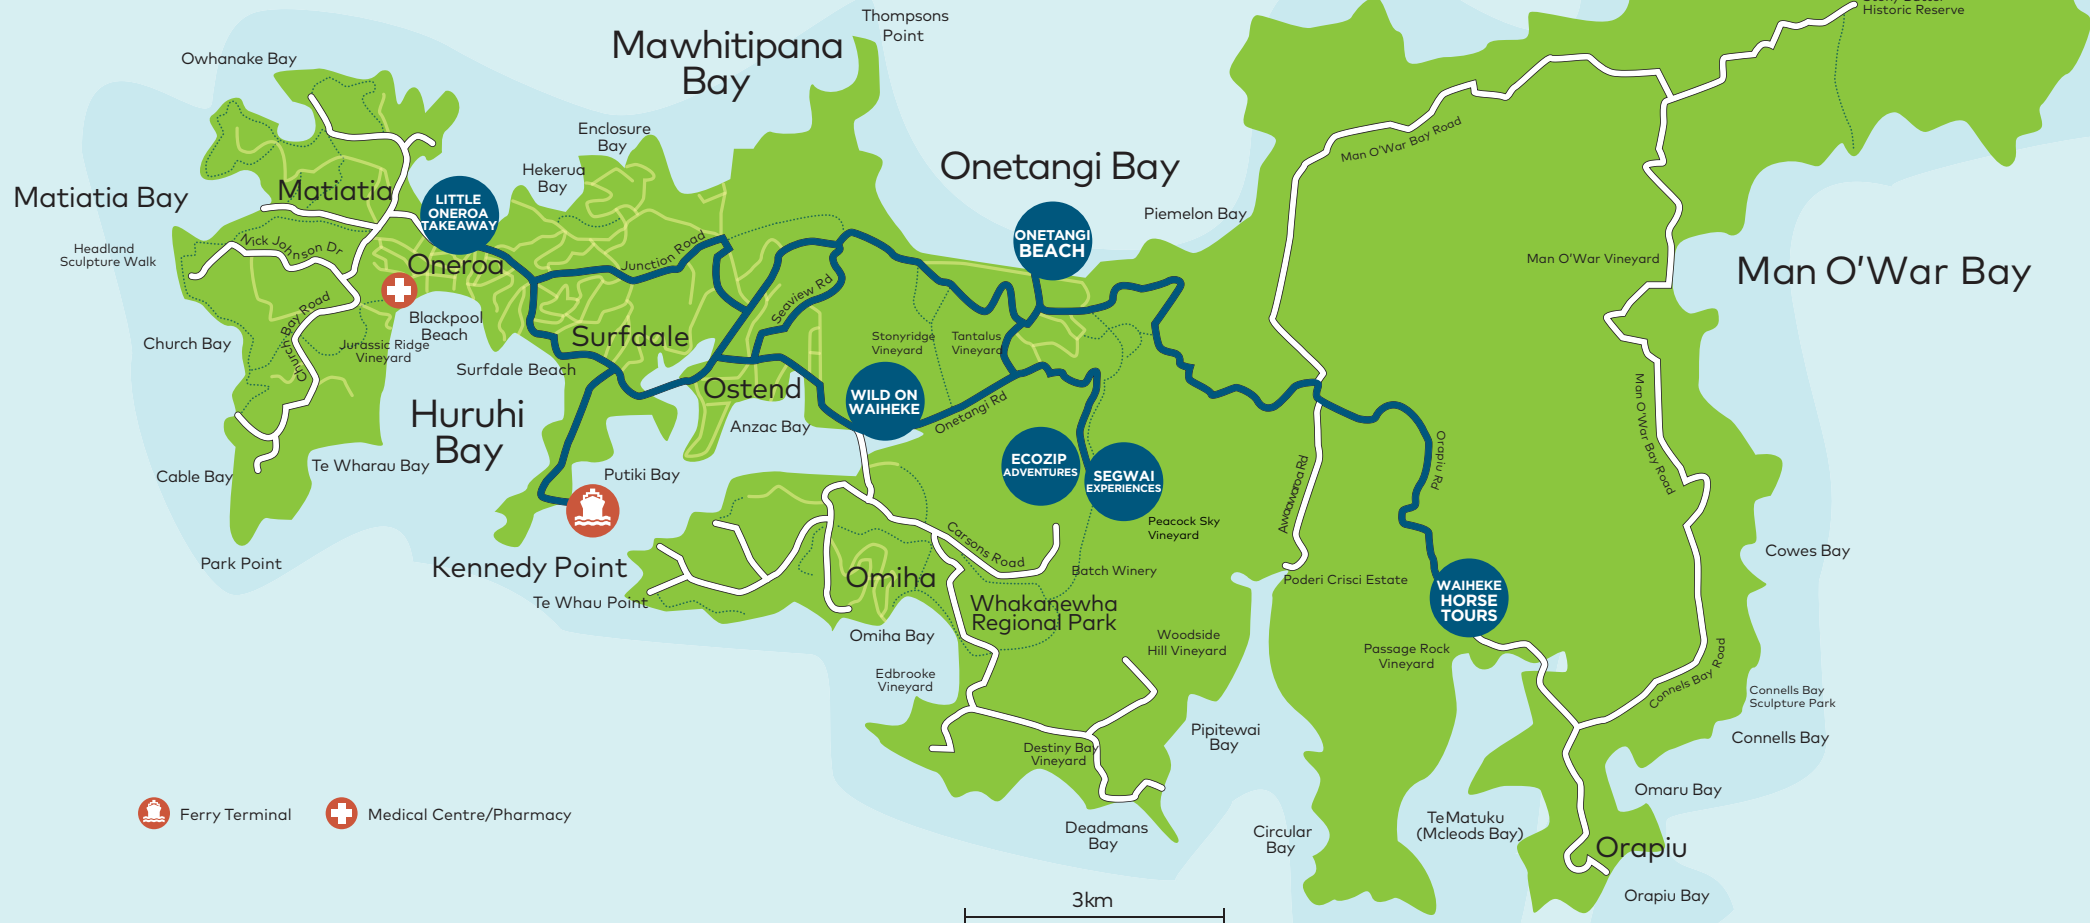 Thompsons
Point
Historic Reserve
Mawhitipana
Bay
Owhanake Bay
Enclosure
Bay
Hekerua
Bay
Man O'War Bay Road
Onetangi Bay
Matiatia Bay
Matiatia
LITTLE
ONEROA
TAKEAWAY
Piemelon Bay
ONETANGI
BEACH
Headland
Sculpture Walk
Nick Johnson Dr
Oneroa
Junction Road
Man O'War Vineyard
Man O'War Bay
Seaview Rd
Church Bay Road
Blackpool
Beach
Church Bay
Jurassic Ridge
Vineyard
Surfdale
Stonyridge
Vineyard
Tantalus
Vineyard
Surfdale Beach
Ostend
WILD ON
WAIHEKE
Onetangi Rd
Man O'War Bay Road
Huruhi
Bay
Anzac Bay
Orapiu Rd
Te Wharau Bay
Cable Bay
Putiki Bay
ECOZIP
ADVENTURES
SEGWAI
EXPERIENCES
Awaawaroa Rd
Peacock Sky
Vineyard
Carsons Road
Cowes Bay
Park Point
Kennedy Point
Omiha
Batch Winery
Poderi Crisci Estate
WAIHEKE
HORSE
TOURS
Te Whau Point
Whakanewha
Regional Park
Omiha Bay
Woodside
Hill Vineyard
Passage Rock
Vineyard
Edbrooke
Vineyard
Connels Bay Road
Connells Bay
Sculpture Park
Pipitewai
Bay
Connells Bay
Destiny Bay
Vineyard
Omaru Bay
Ferry Terminal
Medical Centre/Pharmacy
Deadmans
Bay
Circular
Bay
Te Matuku
(Mcleods Bay)
Orapiu
Orapiu Bay
3km